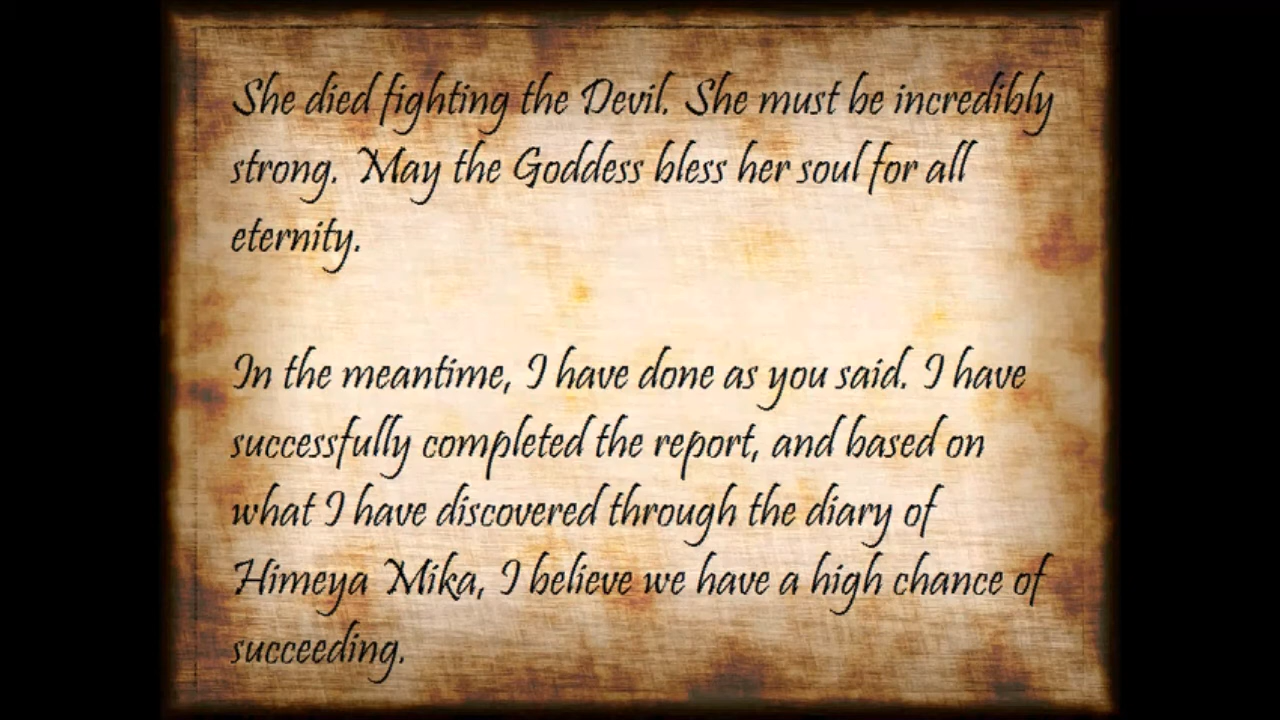 She died fighting the Devil. She must be incredibly
strong. May the Goddess bless her soul for all
eternity.
In the meantime, I have done as you said. I have
successfully completed the report, and based on
what I have discovered through the diary of
Himeya Mika, I believe we have a high chance of
succeeding.